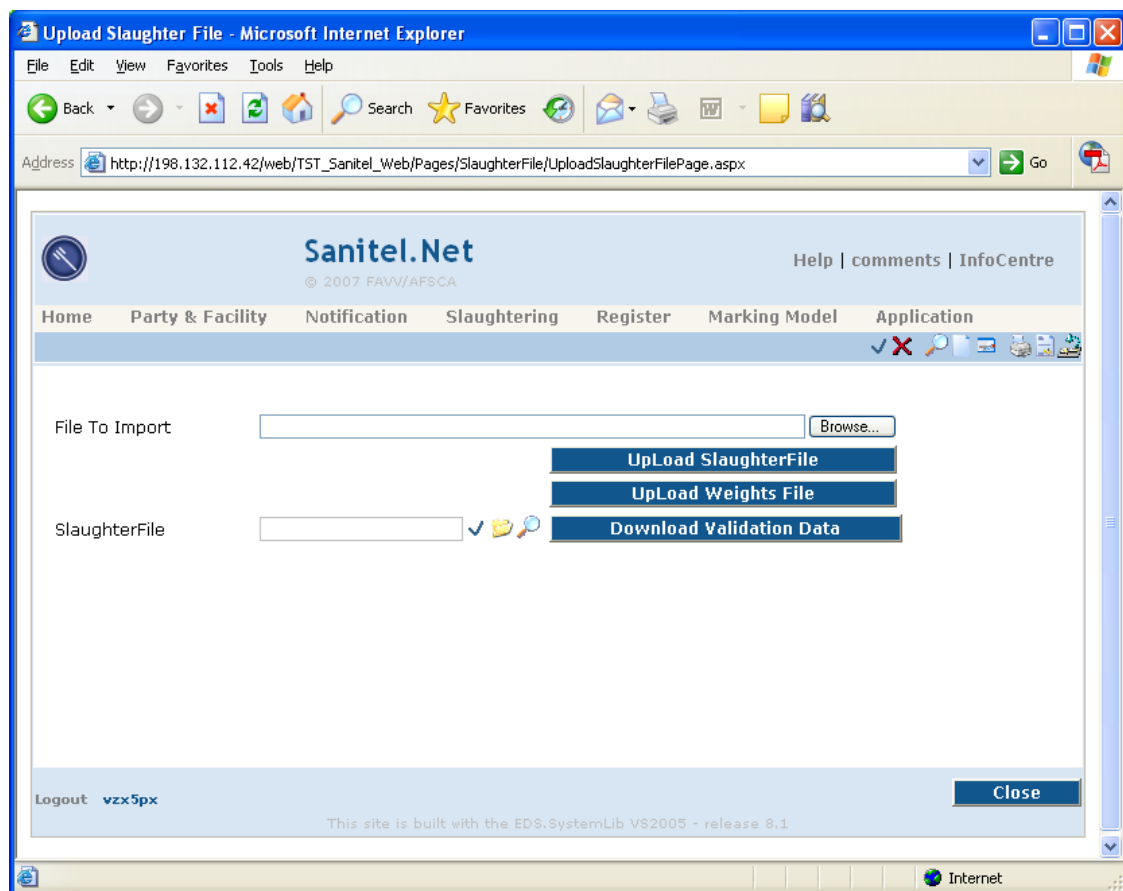 Upload Slaughter File - Microsoft Internet Explorer
File Edit View Favorites Tools Help
Back Search Favorites
Address http://198.132.112.42/web/TST_Sanitel_Web/Pages/SlaughterFile/UploadSlaughterFilePage.aspx Go
Sanitel.Net
© 2007 FAVV/AFSCA
Help | comments | InfoCentre
Home Party & Facility Notification Slaughtering Register Marking Model Application
File To Import Browse...
UpLoad SlaughterFile
UpLoad Weights File
SlaughterFile Download Validation Data
Logout vzx5px Close
This site is built with the EDS.SystemLib VS2005 - release 8.1
Internet